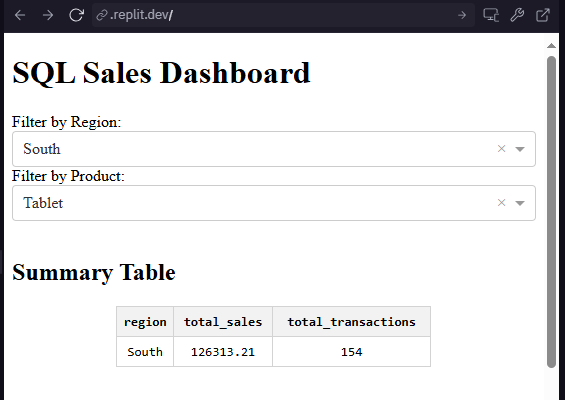 .replit.dev/
SQL Sales Dashboard
Filter by Region:
South
Filter by Product:
Tablet
Summary Table
region total_sales total_transactions
South 126313.21 154